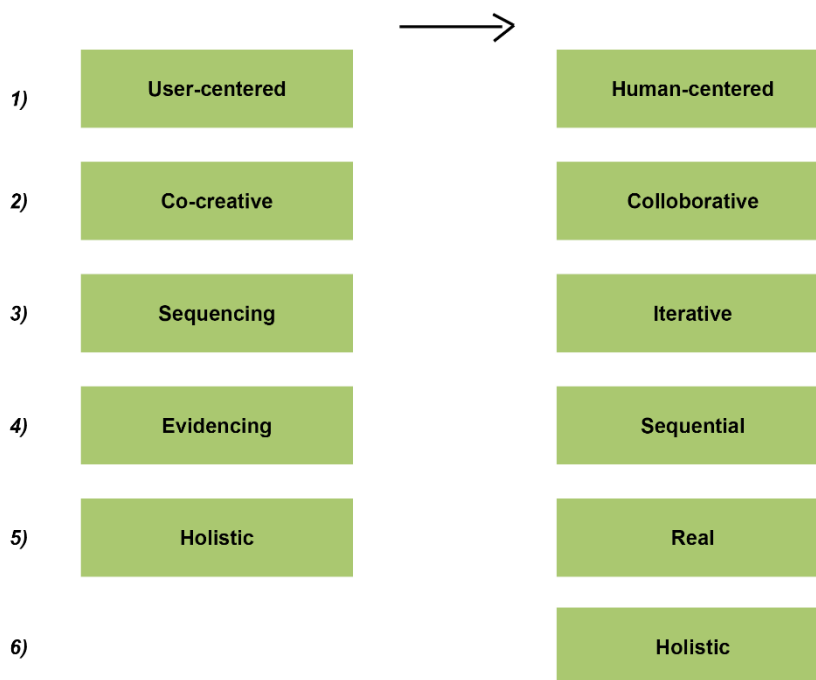 1) User-centered Human-centered
2) Co-creative Colloborative
3) Sequencing Iterative
4) Evidencing Sequential
5) Holistic Real
6) Holistic